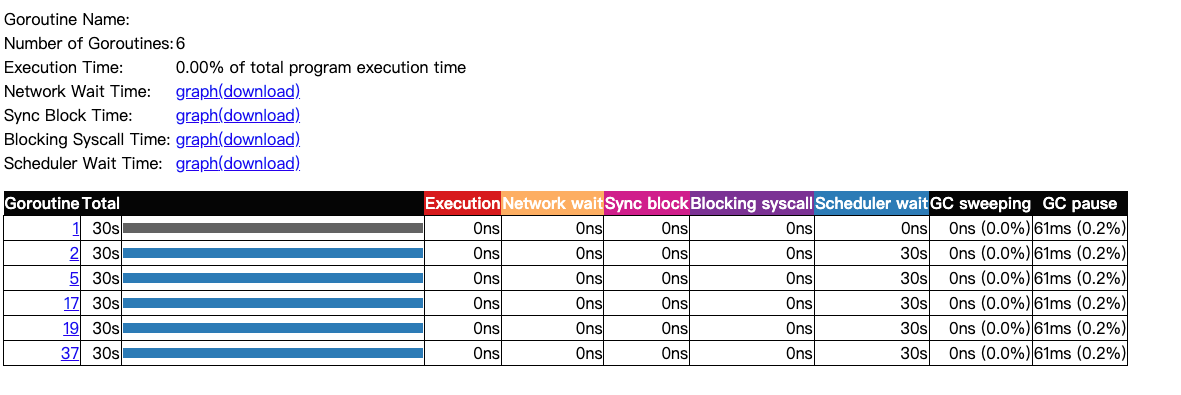 Goroutine Name:
Number of Goroutines: 6
Execution Time: 0.00% of total program execution time
Network Wait Time: graph(download)
Sync Block Time: graph(download)
Blocking Syscall Time: graph(download)
Scheduler Wait Time: graph(download)
Goroutine Total Execution Network wait Sync block Blocking syscall Scheduler wait GC sweeping GC pause
1 30s 0ns 0ns 0ns 0ns 0ns 0ns (0.0%) 61ms (0.2%)
2 30s 0ns 0ns 0ns 0ns 30s 0ns (0.0%) 61ms (0.2%)
5 30s 0ns 0ns 0ns 0ns 30s 0ns (0.0%) 61ms (0.2%)
17 30s 0ns 0ns 0ns 0ns 30s 0ns (0.0%) 61ms (0.2%)
19 30s 0ns 0ns 0ns 0ns 30s 0ns (0.0%) 61ms (0.2%)
37 30s 0ns 0ns 0ns 0ns 30s 0ns (0.0%) 61ms (0.2%)